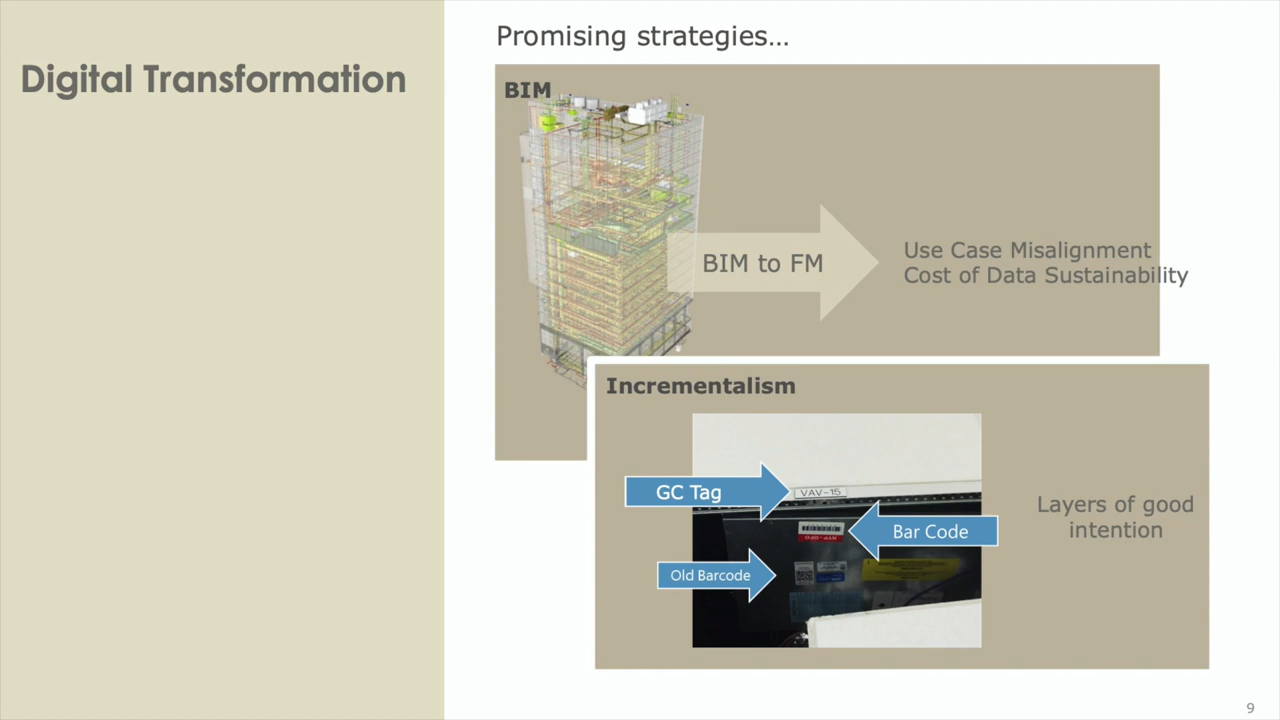 Digital Transformation
Promising strategies…
BIM
BIM to FM
Use Case Misalignment
Cost of Data Sustainability
Incrementalism
GC Tag
VAV-15
Bar Code
Old Barcode
Layers of good
intention
9